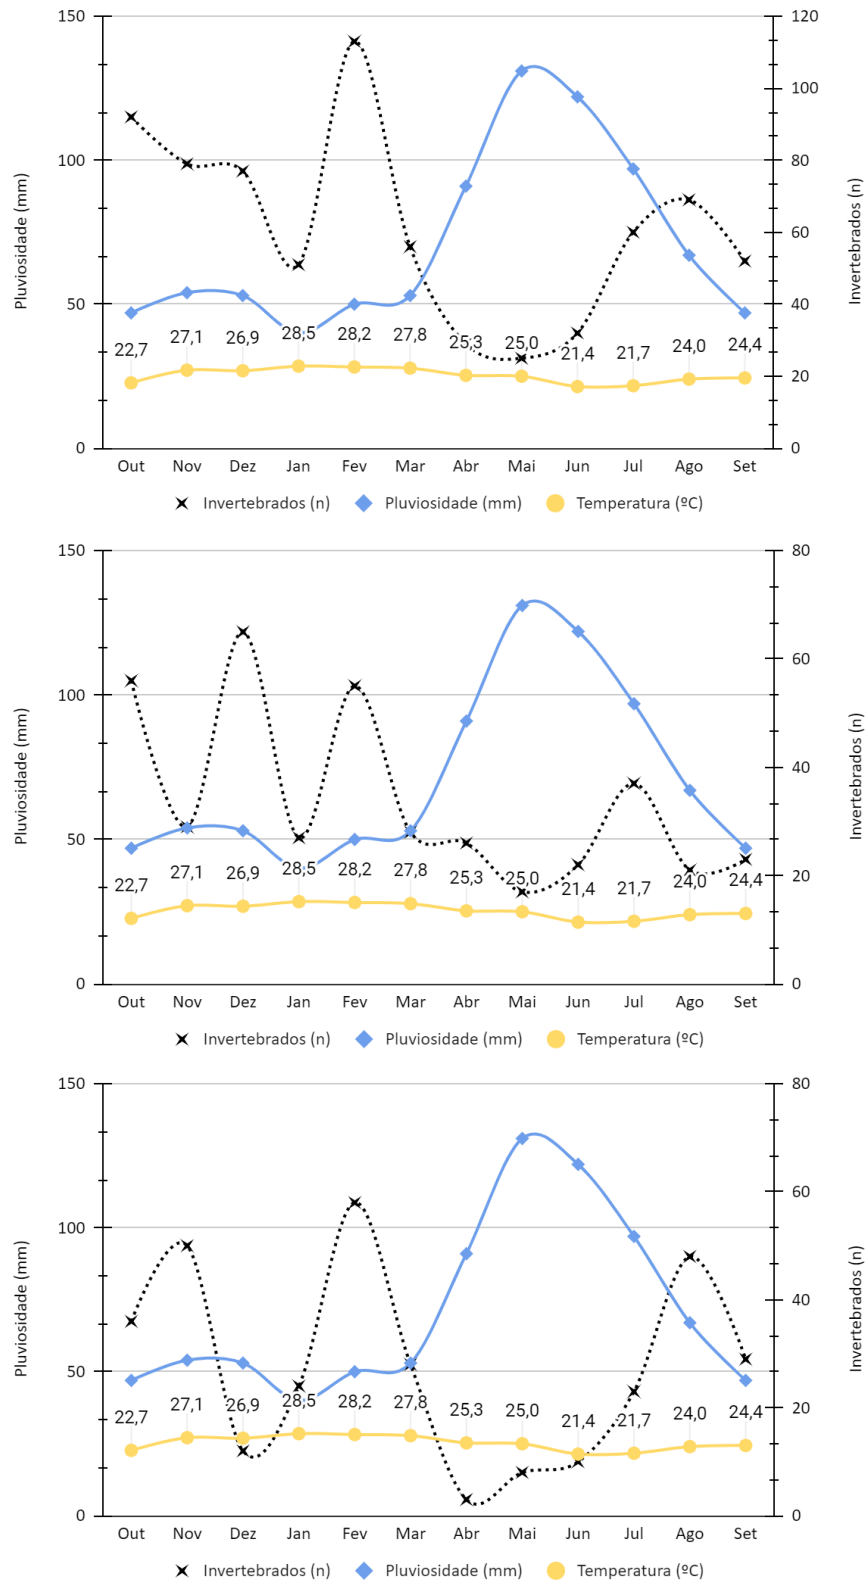 150
120
100
100
80
60
50
40
20
0
0
Pluviosidade (mm)
Invertebrados (n)
22,7 27,1 26,9 28,5 28,2 27,8 25,3 25,0 21,4 21,7 24,0 24,4
Out Nov Dez Jan Fev Mar Abr Mai Jun Jul Ago Set
Invertebrados (n) Pluviosidade (mm) Temperatura (ºC)
150
80
60
100
40
50
20
0
0
Pluviosidade (mm)
Invertebrados (n)
22,7 27,1 26,9 28,5 28,2 27,8 25,3 25,0 21,4 21,7 24,0 24,4
Out Nov Dez Jan Fev Mar Abr Mai Jun Jul Ago Set
Invertebrados (n) Pluviosidade (mm) Temperatura (ºC)
150
80
60
100
40
50
20
0
0
Pluviosidade (mm)
Invertebrados (n)
22,7 27,1 26,9 28,5 28,2 27,8 25,3 25,0 21,4 21,7 24,0 24,4
Out Nov Dez Jan Fev Mar Abr Mai Jun Jul Ago Set
Invertebrados (n) Pluviosidade (mm) Temperatura (ºC)